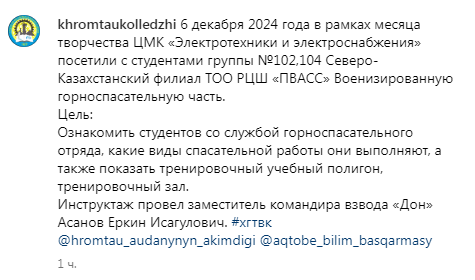 khromtaukolledzhi 6 декабря 2024 года в рамках месяца
творчества ЦМК «Электротехники и электроснабжения»
посетили с студентами группы №102,104 Северо-
Казахстанский филиал ТОО РЦШ «ПВАСС» Военизированную
горноспасательную часть.
Цель:
Ознакомить студентов со службой горноспасательного
отряда, какие виды спасательной работы они выполняют, а
также показать тренировочный учебный полигон,
тренировочный зал.
Инструктаж провел заместитель командира взвода «Дон»
Асанов Еркин Исагулович. #хгтвк
@hromtau_audanynyn_akimdigi @aqtobe_bilim_basqarmasy
1 ч.